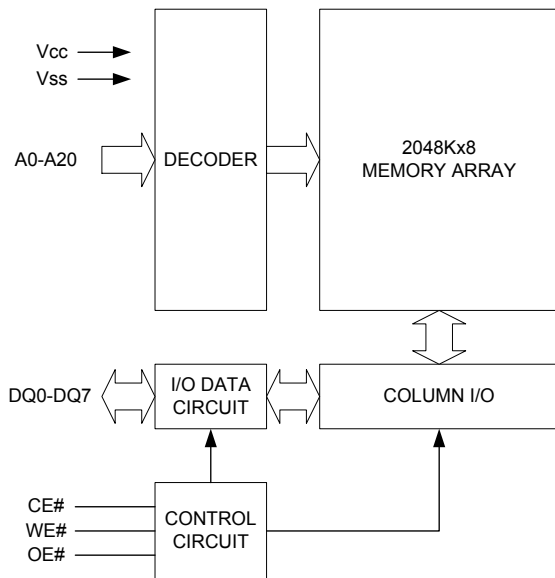 Vcc
Vss
A0-A20
DECODER
2048Kx8
MEMORY ARRAY
DQ0-DQ7
I/O DATA
CIRCUIT
COLUMN I/O
CE#
WE#
OE#
CONTROL
CIRCUIT